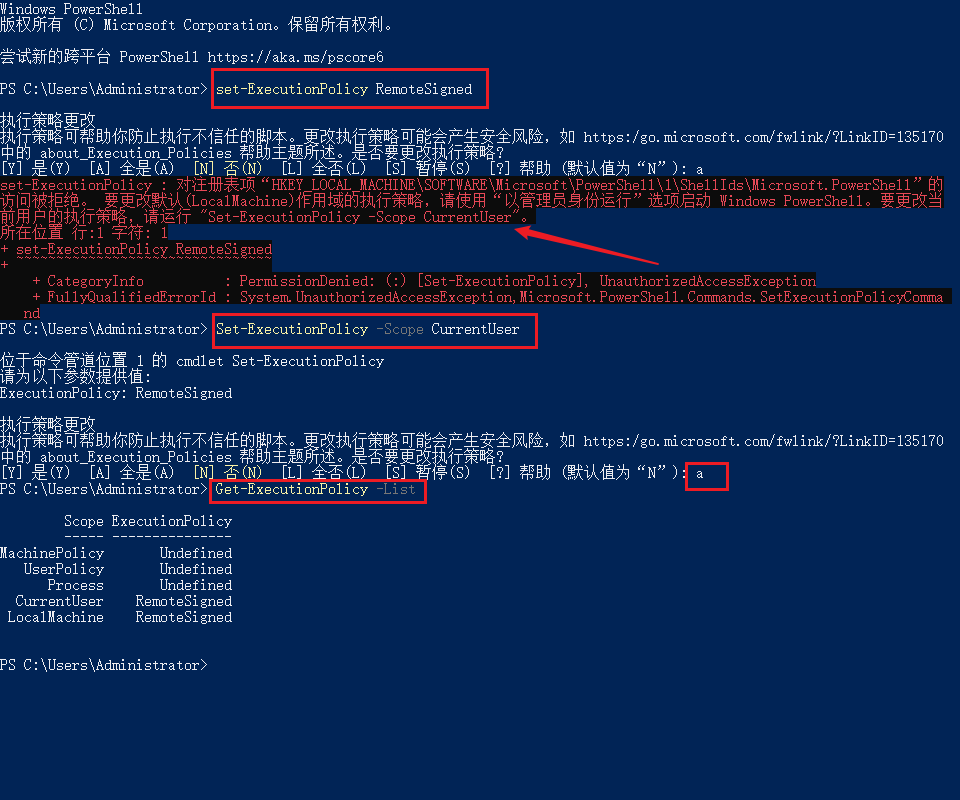 Windows PowerShell
版权所有 (C) Microsoft Corporation。保留所有权利。
尝试新的跨平台 PowerShell https://aka.ms/pscore6
PS C:\Users\Administrator> set-ExecutionPolicy RemoteSigned
执行策略更改
执行策略可帮助你防止执行不信任的脚本。更改执行策略可能会产生安全风险，如 https:/go.microsoft.com/fwlink/?LinkID=135170
中的 about_Execution_Policies 帮助主题所述。是否要更改执行策略?
[Y] 是(Y)  [A] 全是(A)  [N] 否(N)  [L] 全否(L)  [S] 暂停(S)  [?] 帮助 (默认值为“N”): a
set-ExecutionPolicy : 对注册表项“HKEY_LOCAL_MACHINE\SOFTWARE\Microsoft\PowerShell\1\ShellIds\Microsoft.PowerShell”的
访问被拒绝。 要更改默认(LocalMachine)作用域的执行策略，请使用“以管理员身份运行”选项启动 Windows PowerShell。要更改当
前用户的执行策略，请运行 "Set-ExecutionPolicy -Scope CurrentUser"。
所在位置 行:1 字符: 1
+ set-ExecutionPolicy RemoteSigned
+ ~~~~~~~~~~~~~~~~~~~~~~~~~~~~~~~~
    + CategoryInfo          : PermissionDenied: (:) [Set-ExecutionPolicy], UnauthorizedAccessException
    + FullyQualifiedErrorId : System.UnauthorizedAccessException,Microsoft.PowerShell.Commands.SetExecutionPolicyComma
   nd
PS C:\Users\Administrator> Set-ExecutionPolicy -Scope CurrentUser
位于命令管道位置 1 的 cmdlet Set-ExecutionPolicy
请为以下参数提供值:
ExecutionPolicy: RemoteSigned
执行策略更改
执行策略可帮助你防止执行不信任的脚本。更改执行策略可能会产生安全风险，如 https:/go.microsoft.com/fwlink/?LinkID=135170
中的 about_Execution_Policies 帮助主题所述。是否要更改执行策略?
[Y] 是(Y)  [A] 全是(A)  [N] 否(N)  [L] 全否(L)  [S] 暂停(S)  [?] 帮助 (默认值为“N”): a
PS C:\Users\Administrator> Get-ExecutionPolicy -List
        Scope ExecutionPolicy
        ----- ---------------
MachinePolicy       Undefined
   UserPolicy       Undefined
      Process       Undefined
  CurrentUser    RemoteSigned
 LocalMachine    RemoteSigned
PS C:\Users\Administrator>